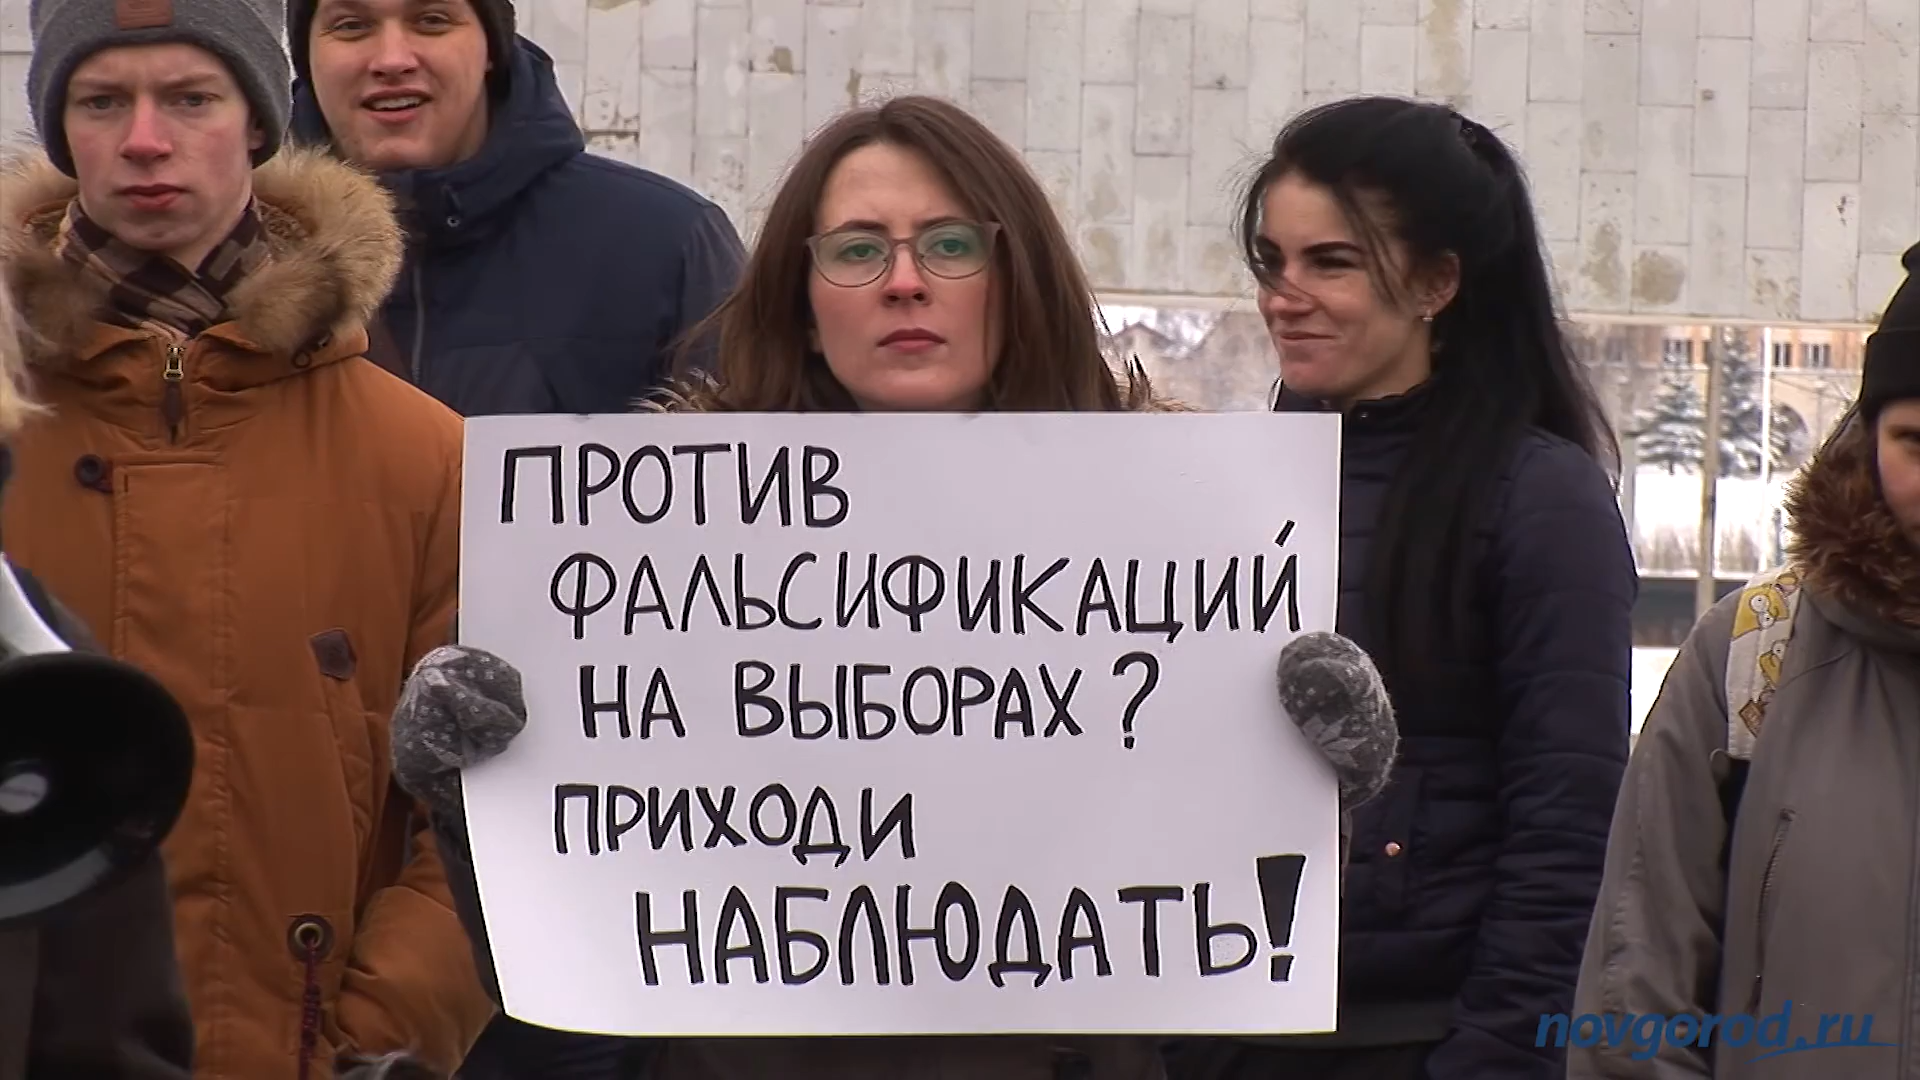 ПРОТИВ
ФАЛЬСИФИКАЦИЙ
НА ВЫБОРАХ?
ПРИХОДИ
НАБЛЮДАТЬ!
novgorod.ru